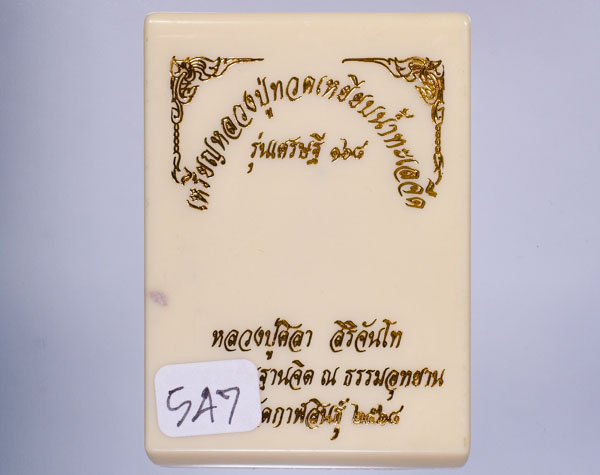 เหรียญหลวงปู่ทวดเหยียบน้ำทะเลจืด
รุ่นเศรษฐี ๑๖๘
หลวงปู่ศิลา สิริจันโท
ฐานจิต ณ ธรรมอุทยาน
กาฬสินธุ์ ๒๕๖๘
5A7